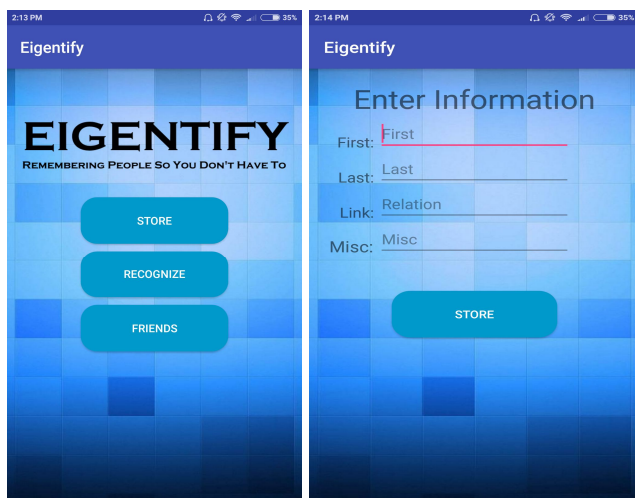 2:13 PM 35%
Eigentify
EIGENTIFY
REMEMBERING PEOPLE SO YOU DON'T HAVE TO
STORE
RECOGNIZE
FRIENDS
2:14 PM 35%
Eigentify
Enter Information
First: First
Last: Last
Link: Relation
Misc: Misc
STORE